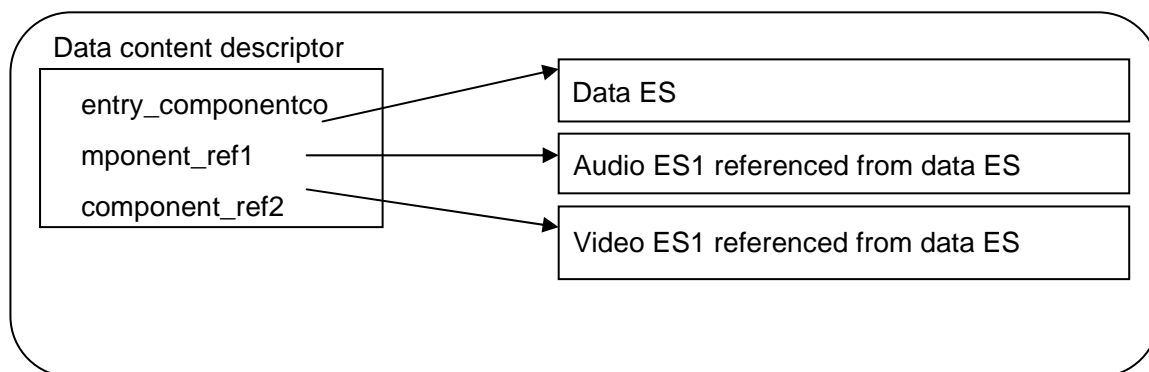 Data content descriptor
entry_componentco
mponent_ref1
component_ref2
Data ES
Audio ES1 referenced from data ES
Video ES1 referenced from data ES